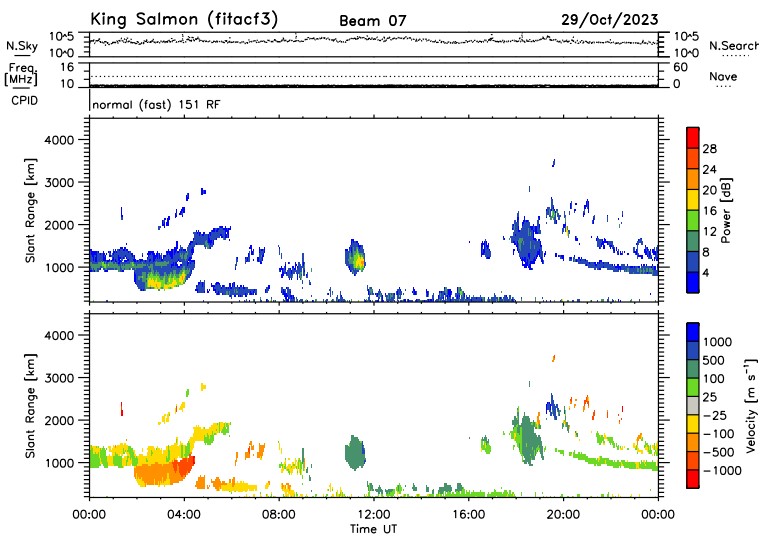 King Salmon (fitacf3) Beam 07 29/Oct/2023
N.Sky 10^5 10^0 10^5 10^0 N.Search
Freq [MHz] 16 10 60 0 Nave
CPID normal (fast) 151 RF
Slant Range [km] 4000 3000 2000 1000
28 24 20 16 12 8 4 Power [dB]
Slant Range [km] 4000 3000 2000 1000
1000 500 100 25 −25 −100 −500 −1000 Velocity [m s⁻¹]
00:00 04:00 08:00 12:00 16:00 20:00 00:00
Time UT